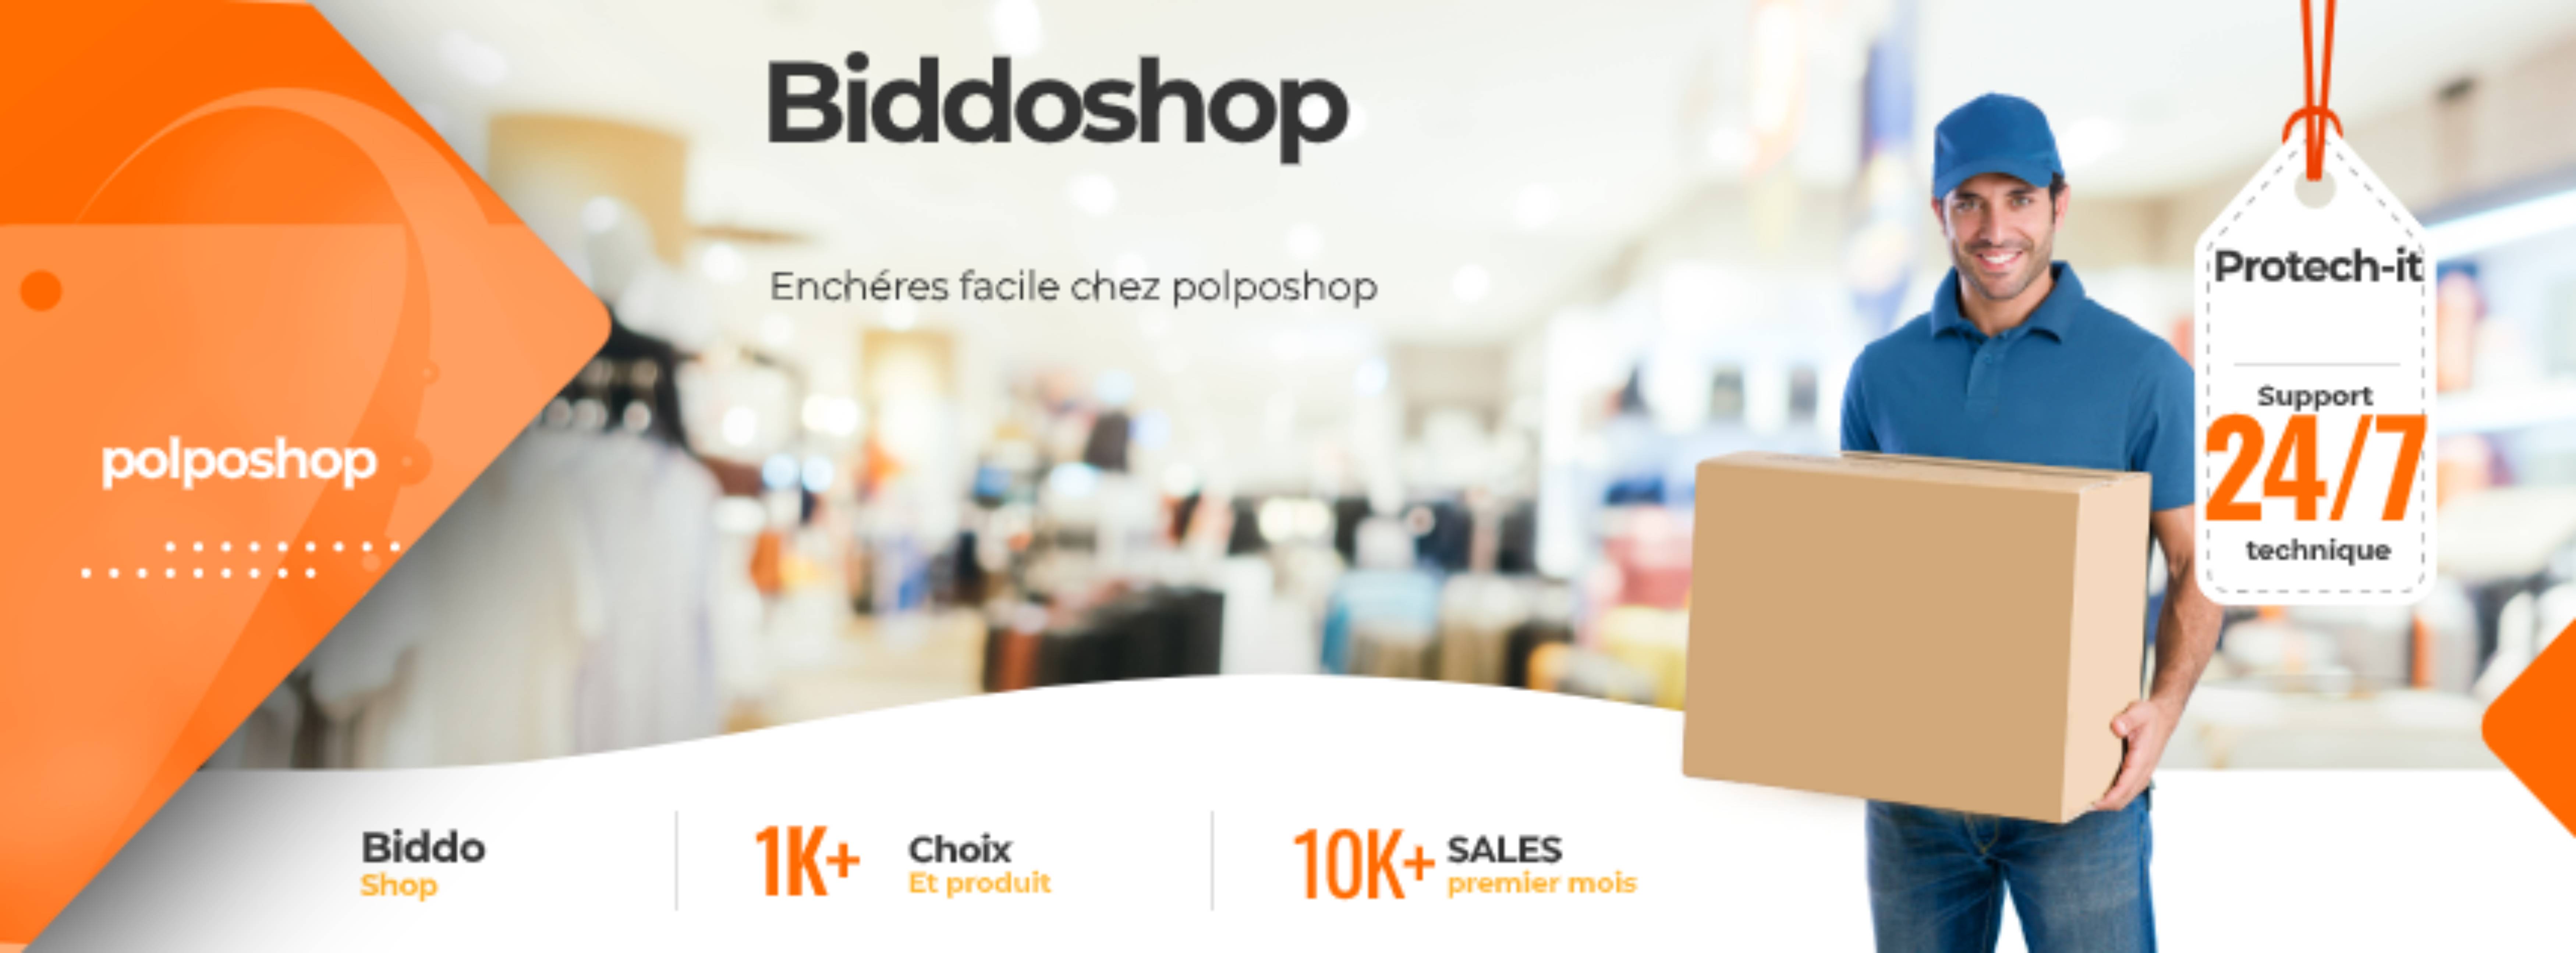 Biddoshop
Enchéres facile chez polposhop
polposhop
Protech-it
Support
24/7
technique
Biddo
Shop
1K+
Choix
Et produit
10K+
SALES
premier mois